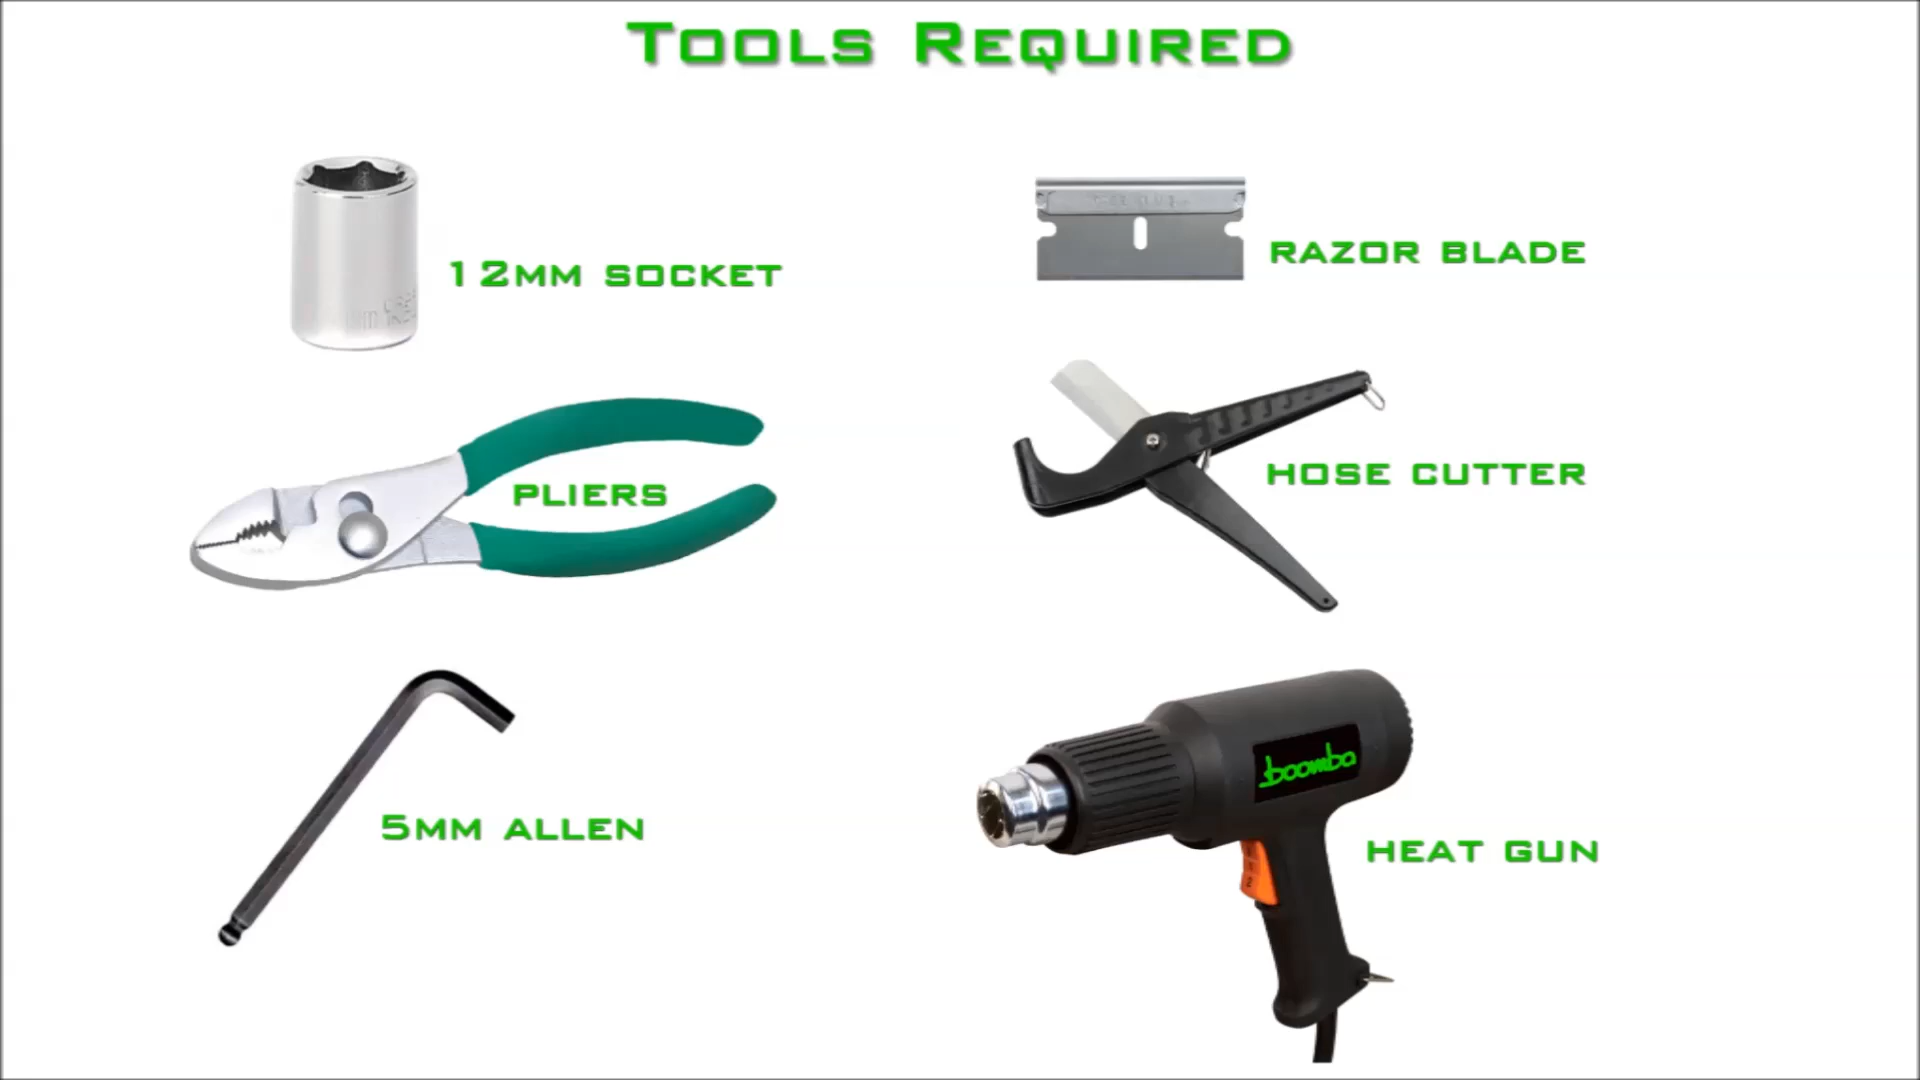 Tools Required
12mm socket
razor blade
pliers
hose cutter
5mm allen
boomba
heat gun